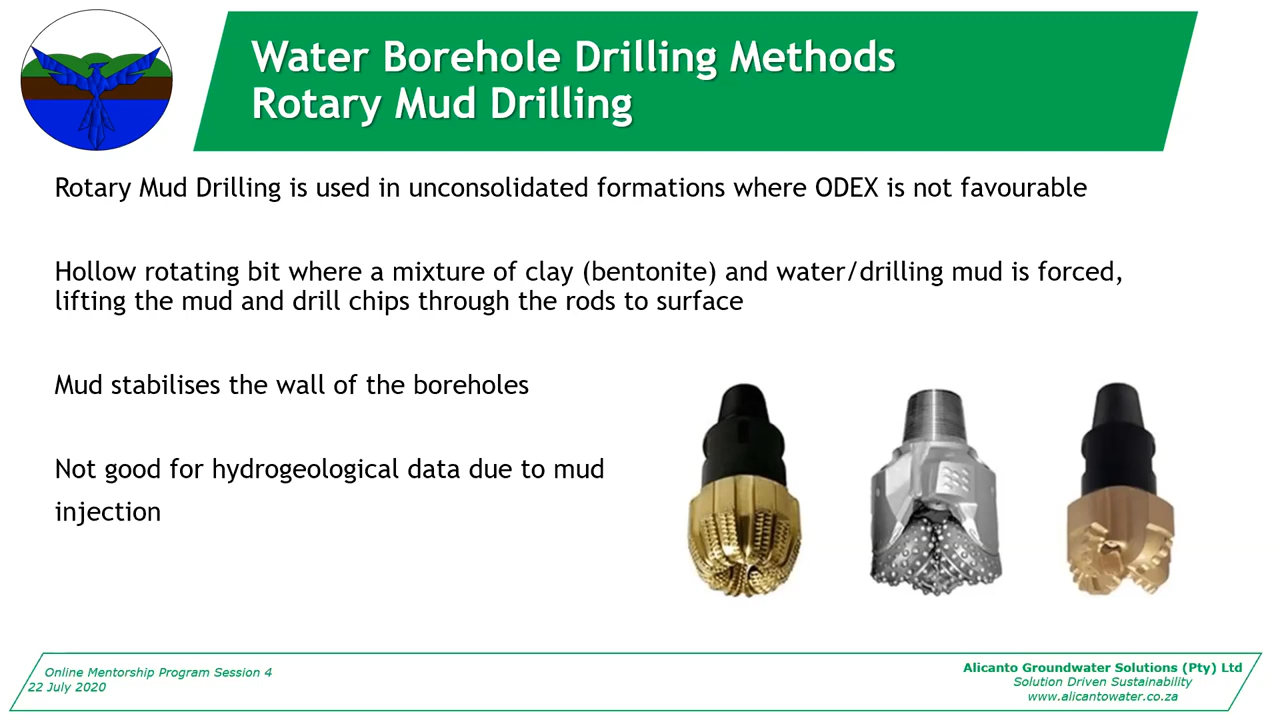 Water Borehole Drilling Methods
Rotary Mud Drilling
Rotary Mud Drilling is used in unconsolidated formations where ODEX is not favourable
Hollow rotating bit where a mixture of clay (bentonite) and water/drilling mud is forced,
lifting the mud and drill chips through the rods to surface
Mud stabilises the wall of the boreholes
Not good for hydrogeological data due to mud
injection
Online Mentorship Program Session 4
22 July 2020
Alicanto Groundwater Solutions (Pty) Ltd
Solution Driven Sustainability
www.alicantowater.co.za